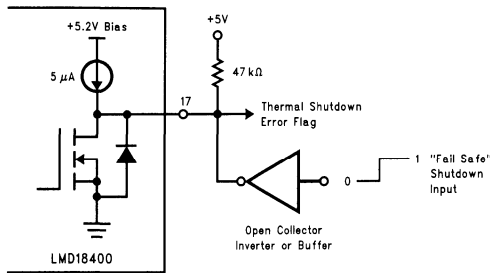 +5.2V Bias
5 μA
LMD18400
17
+5V
47 kΩ
Thermal Shutdown
Error Flag
Open Collector
Inverter or Buffer
0
1 "Fail Safe"
Shutdown
Input